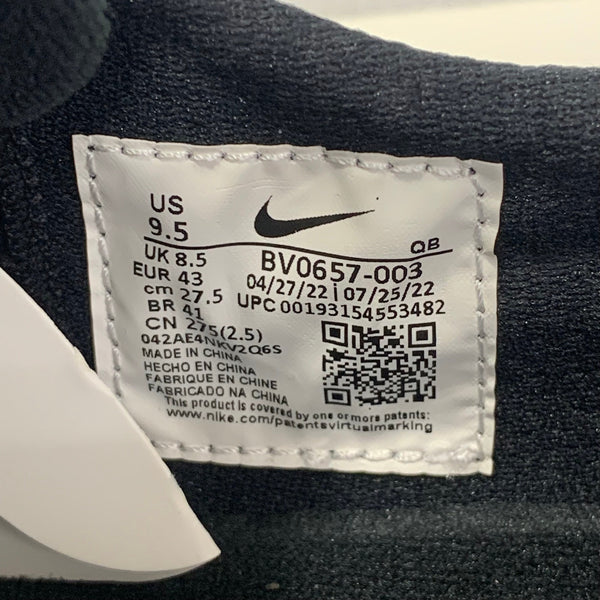 US
9.5
QB
UK 8.5
BV0657-003
EUR 43
04/27/22 | 07/25/22
cm 27.5
UPC 00193154553482
BR 41
CN 275(2.5)
042AE4NKV2Q6S
MADE IN CHINA
HECHO EN CHINA
FABRIQUE EN CHINE
FABRICADO NA CHINA
This product is covered by one or more patents:
www.nike.com/patentsvirtualmarking